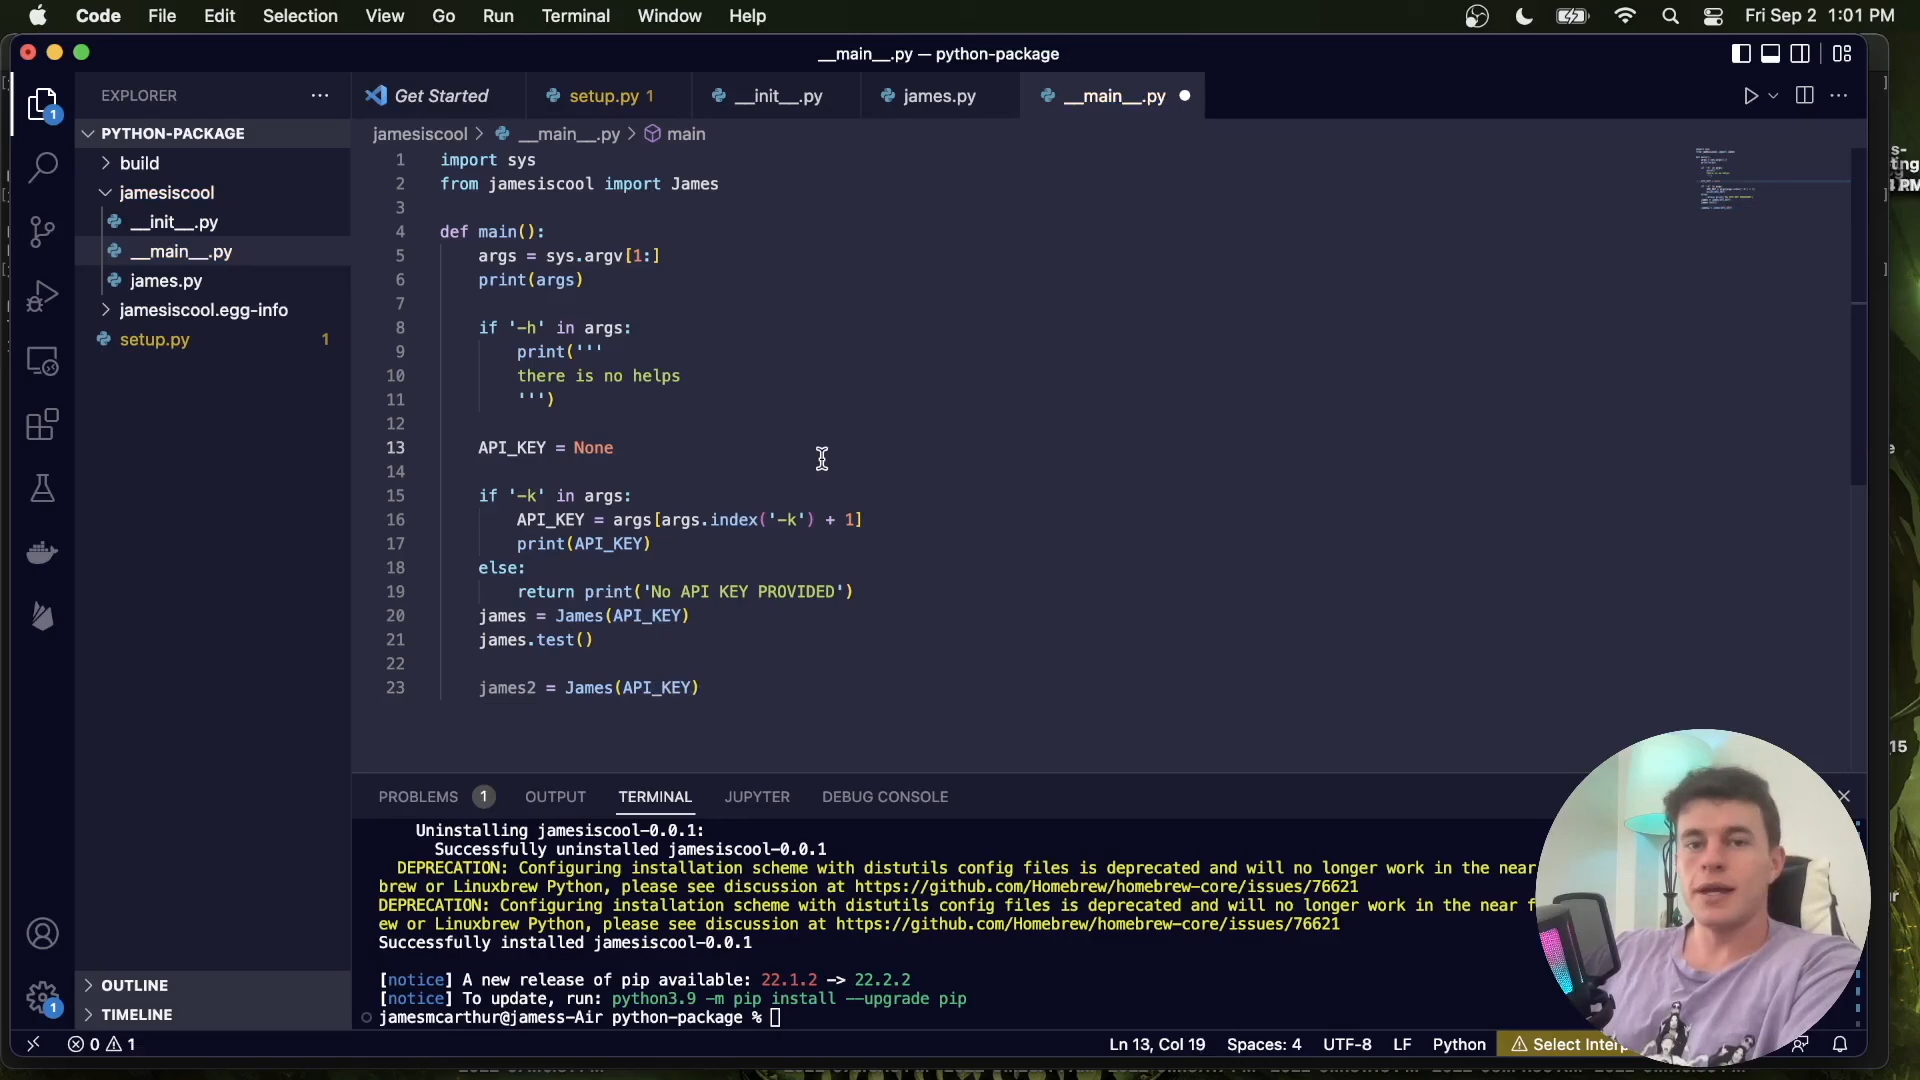 Code File Edit Selection View Go Run Terminal Window Help Fri Sep 2 1:01 PM
__main__.py — python-package
EXPLORER
Get Started setup.py 1 __init__.py james.py __main__.py
PYTHON-PACKAGE
build
jamesiscool
__init__.py
__main__.py
james.py
jamesiscool.egg-info
setup.py 1
OUTLINE
TIMELINE
jamesiscool > __main__.py > main
1 import sys
2 from jamesiscool import James
3
4 def main():
5 args = sys.argv[1:]
6 print(args)
7
8 if '-h' in args:
9 print('''
10 there is no helps
11 ''')
12
13 API_KEY = None
14
15 if '-k' in args:
16 API_KEY = args[args.index('-k') + 1]
17 print(API_KEY)
18 else:
19 return print('No API KEY PROVIDED')
20 james = James(API_KEY)
21 james.test()
22
23 james2 = James(API_KEY)
PROBLEMS 1 OUTPUT TERMINAL JUPYTER DEBUG CONSOLE
Uninstalling jamesiscool-0.0.1:
Successfully uninstalled jamesiscool-0.0.1
DEPRECATION: Configuring installation scheme with distutils config files is deprecated and will no longer work in the near
brew or Linuxbrew Python, please see discussion at https://github.com/Homebrew/homebrew-core/issues/76621
DEPRECATION: Configuring installation scheme with distutils config files is deprecated and will no longer work in the near f
ew or Linuxbrew Python, please see discussion at https://github.com/Homebrew/homebrew-core/issues/76621
Successfully installed jamesiscool-0.0.1
[notice] A new release of pip available: 22.1.2 -> 22.2.2
[notice] To update, run: python3.9 -m pip install --upgrade pip
jamesmcarthur@jamess-Air python-package %
0 1 Ln 13, Col 19 Spaces: 4 UTF-8 LF Python Select Interp